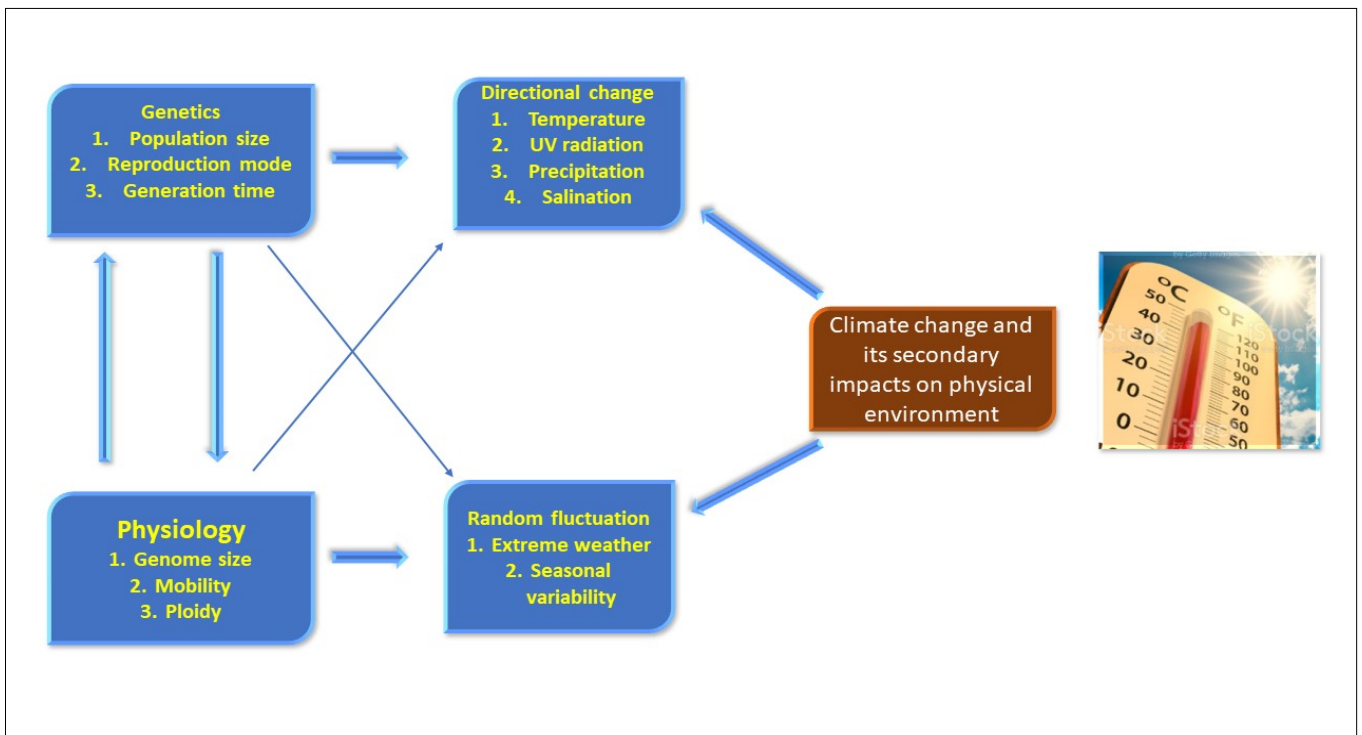 Genetics
1. Population size
2. Reproduction mode
3. Generation time
Directional change
1. Temperature
2. UV radiation
3. Precipitation
4. Salination
Climate change and
its secondary
impacts on physical
environment
Physiology
1. Genome size
2. Mobility
3. Ploidy
Random fluctuation
1. Extreme weather
2. Seasonal
variability
°C
50
40
30
20
10
0
°F
120
110
100
90
80
70
60
50
iStock